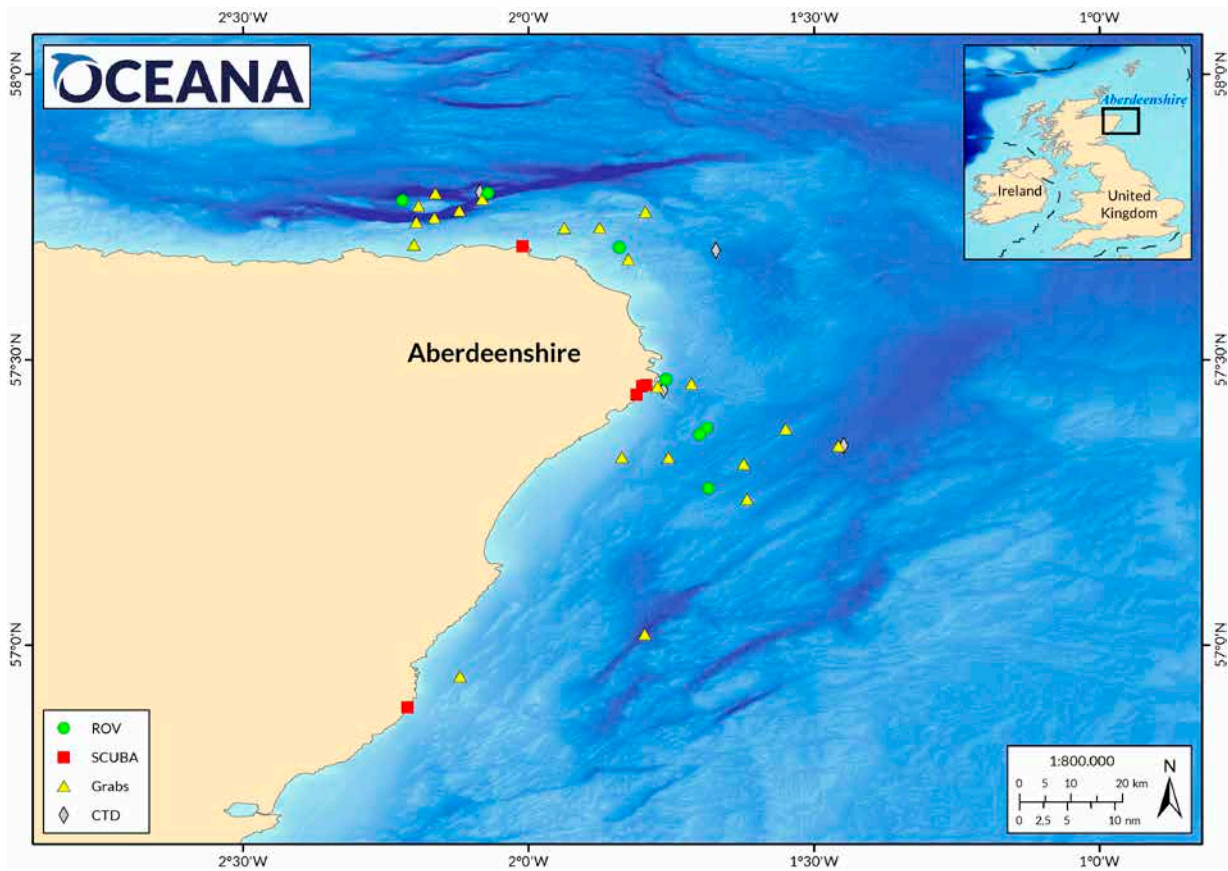 2°30'W 2°0'W 1°30'W 1°0'W
OCEANA
58°0'N
58°0'N
Aberdeenshire
Ireland
United
Kingdom
Aberdeenshire
57°30'N
57°30'N
57°0'N
57°0'N
ROV
SCUBA
Grabs
CTD
1:800.000
N
0 5 10 20 km
0 2,5 5 10 nm
2°30'W 2°0'W 1°30'W 1°0'W